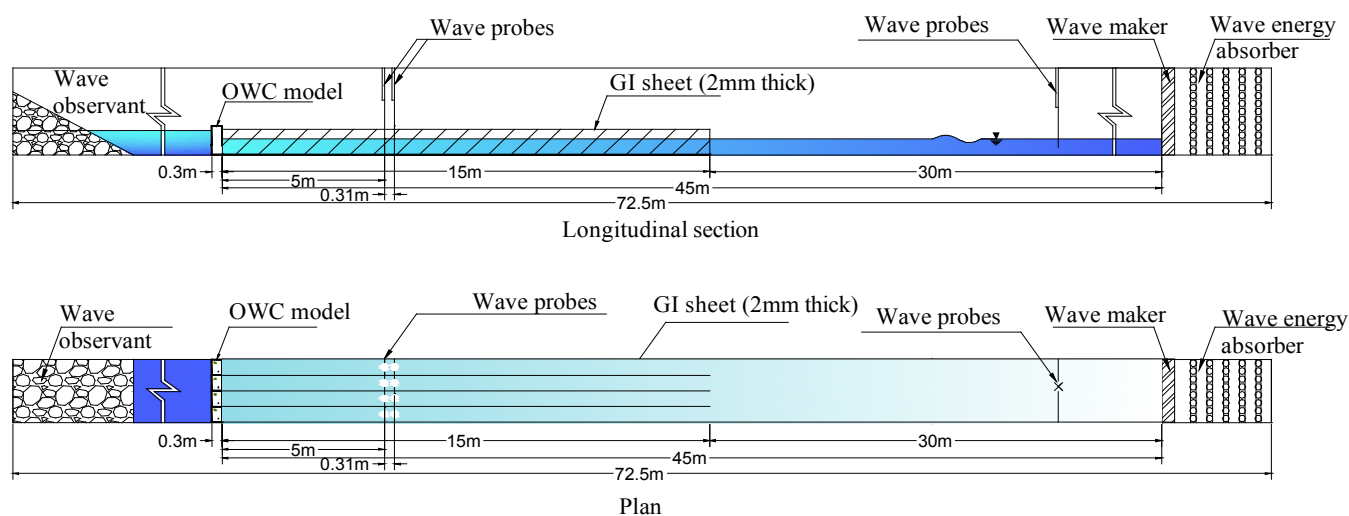 Wave probes
Wave probes
Wave maker
Wave energy
absorber
Wave
observant
OWC model
GI sheet (2mm thick)
0.3m
15m
30m
5m
45m
0.31m
72.5m
Longitudinal section
Wave
observant
OWC model
Wave probes
GI sheet (2mm thick)
Wave probes
Wave maker
Wave energy
absorber
0.3m
15m
30m
5m
45m
0.31m
72.5m
Plan